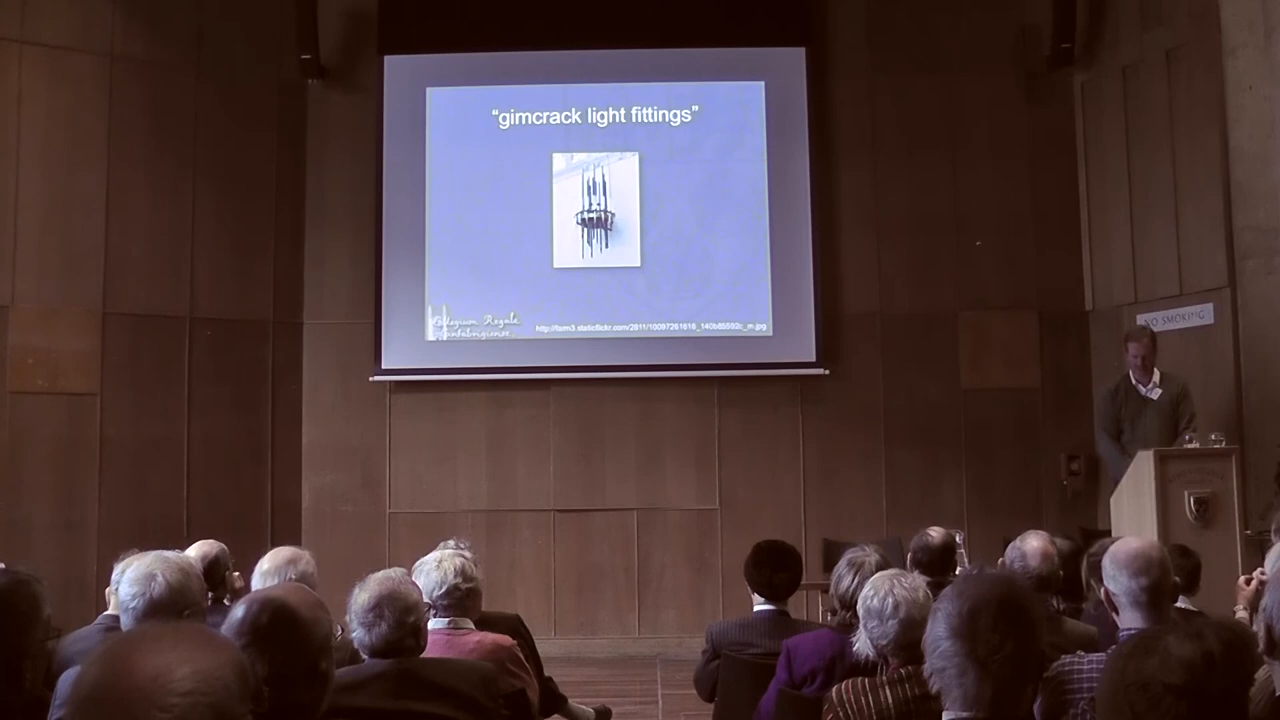 “gimcrack light fittings”
Collegium Regale
Cantabrigiense.
http://farm3.staticflickr.com/2811/10097261616_140b85592c_m.jpg
NO SMOKING